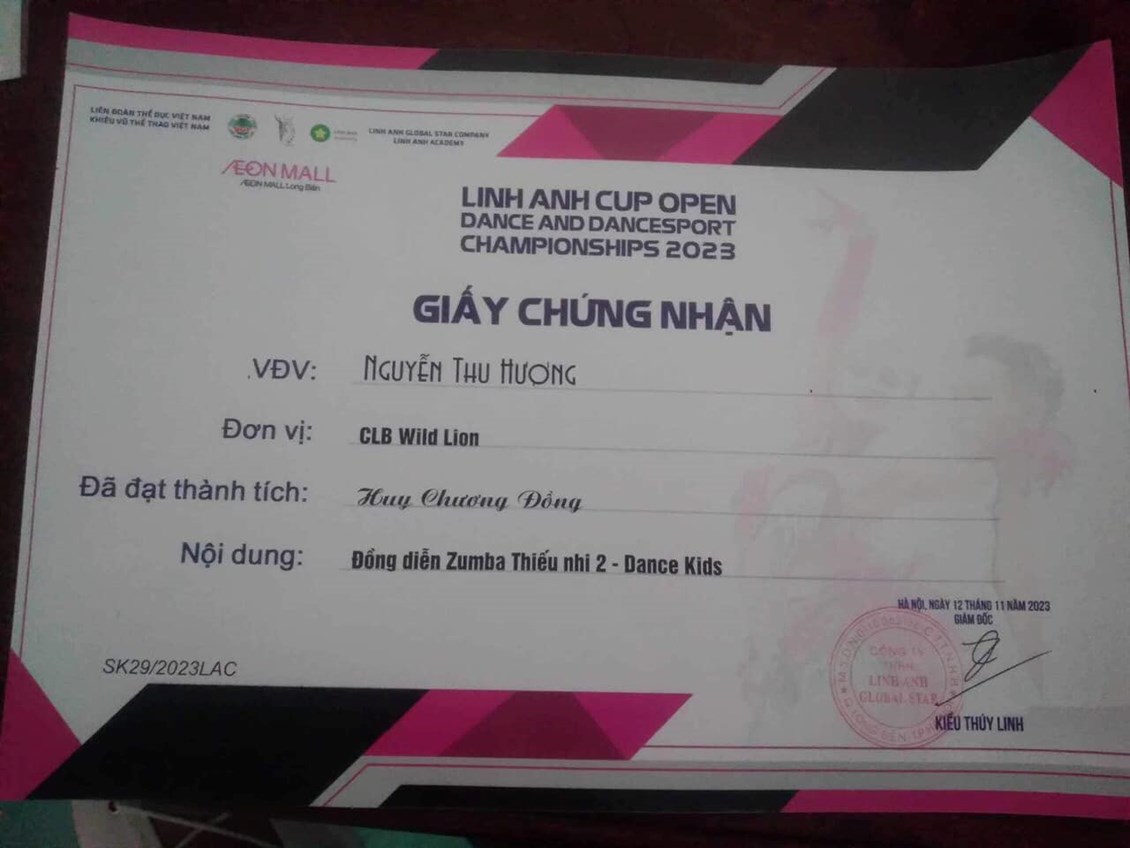 LIÊN ĐOÀN THỂ DỤC VIỆT NAM
KHIÊU VŨ THỂ THAO VIỆT NAM
LINH ANH GLOBAL STAR COMPANY
LINH ANH ACADEMY
ÆON MALL
ÆON MALL Long Biên
LINH ANH CUP OPEN
DANCE AND DANCESPORT
CHAMPIONSHIPS 2023
GIẤY CHỨNG NHẬN
VĐV: NGUYỄN THU HƯỢNG
Đơn vị: CLB Wild Lion
Đã đạt thành tích: Huy Chương Đồng
Nội dung: Đồng diễn Zumba Thiếu nhi 2 - Dance Kids
HÀ NỘI, NGÀY 12 THÁNG 11 NĂM 2023
GIÁM ĐỐC
CÔNG TY
TNHH
LINH ANH
GLOBAL STAR
KIỀU THÚY LINH
SK29/2023LAC